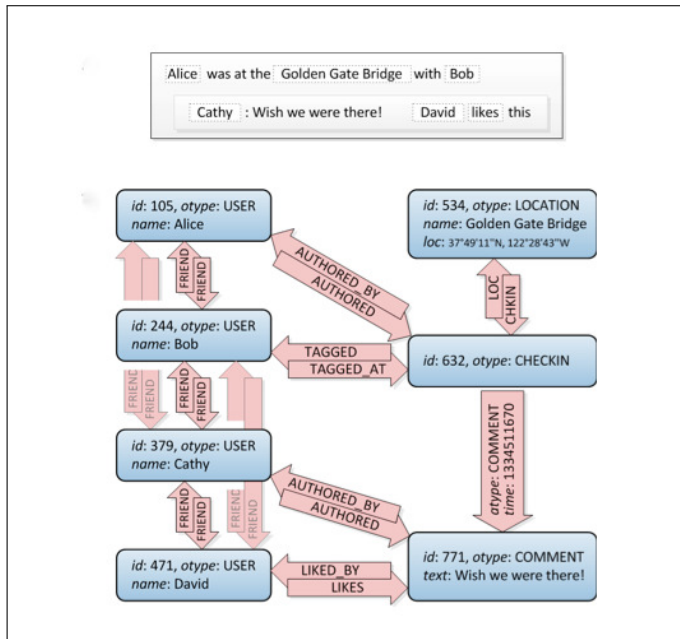 Alice was at the Golden Gate Bridge with Bob
Cathy : Wish we were there! David likes this
id: 105, otype: USER
name: Alice
id: 534, otype: LOCATION
name: Golden Gate Bridge
loc: 37°49'11"N, 122°28'43"W
FRIEND
FRIEND
AUTHORED_BY
AUTHORED
LOC
CHKIN
id: 244, otype: USER
name: Bob
TAGGED
TAGGED_AT
id: 632, otype: CHECKIN
FRIEND
FRIEND
FRIEND
FRIEND
otype: COMMENT
time: 1334511670
id: 379, otype: USER
name: Cathy
AUTHORED_BY
AUTHORED
FRIEND
FRIEND
FRIEND
FRIEND
id: 471, otype: USER
name: David
LIKED_BY
LIKES
id: 771, otype: COMMENT
text: Wish we were there!